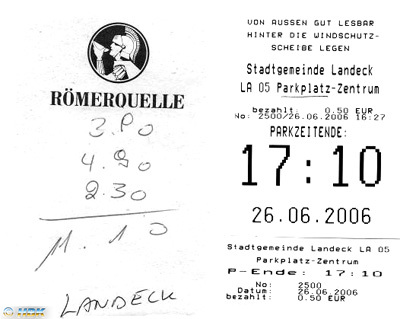 RÖMERQUELLE
3.90
4.90
2.30
11.10
LANDECK
VON AUSSEN GUT LESBAR
HINTER DIE WINDSCHUTZ-
SCHEIBE LEGEN
Stadtgemeinde Landeck
LA 05 Parkplatz-Zentrum
bezahlt: 0.50 EUR
No: 2500/26.06.2006 16:27
PARKZEITENDE:
17:10
26.06.2006
Stadtgemeinde Landeck LA 05
Parkplatz-Zentrum
P-Ende: 17:10
No: 2500
Datum: 26.06.2006
bezahlt: 0.50 EUR